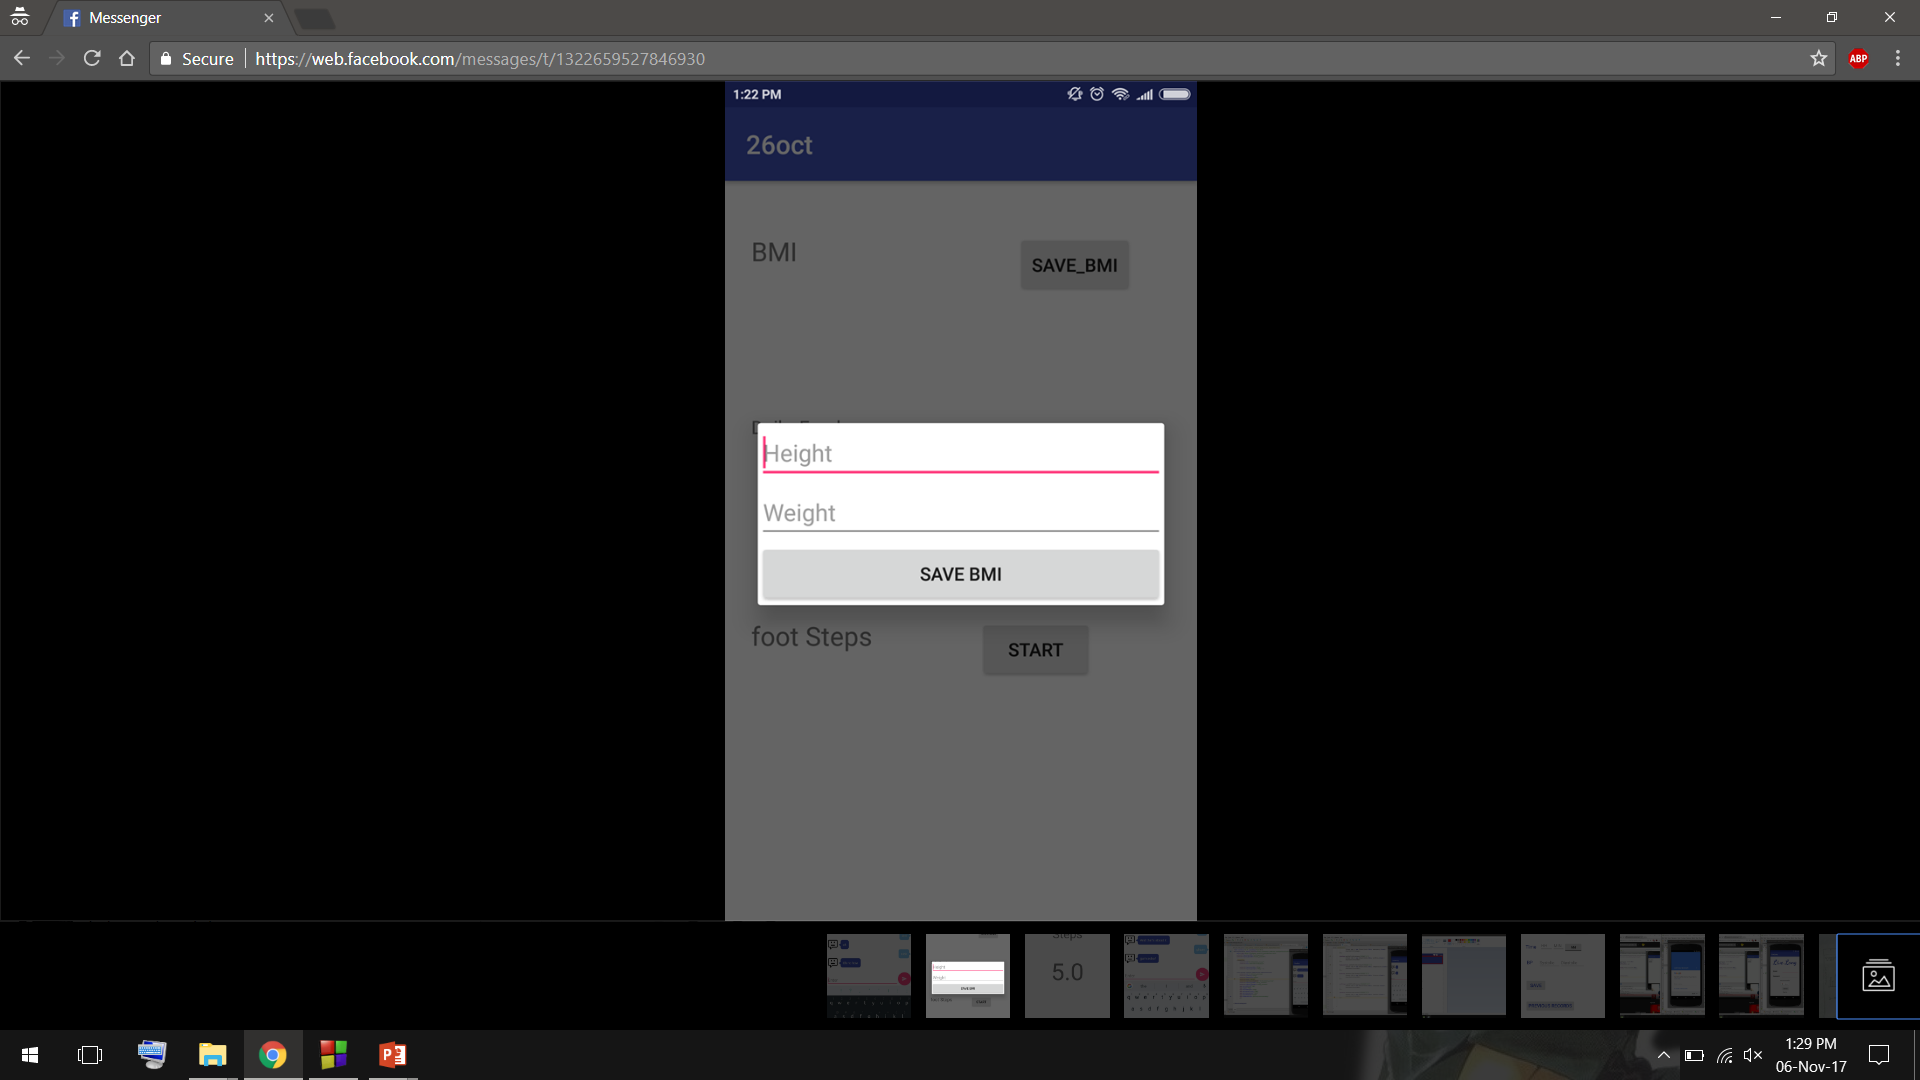 Messenger
Secure
https://web.facebook.com/messages/t/1322659527846930
ABP
1:22 PM
26oct
BMI
SAVE_BMI
Height
Weight
SAVE BMI
foot Steps
START
Steps
5.0
1:29 PM
06-Nov-17